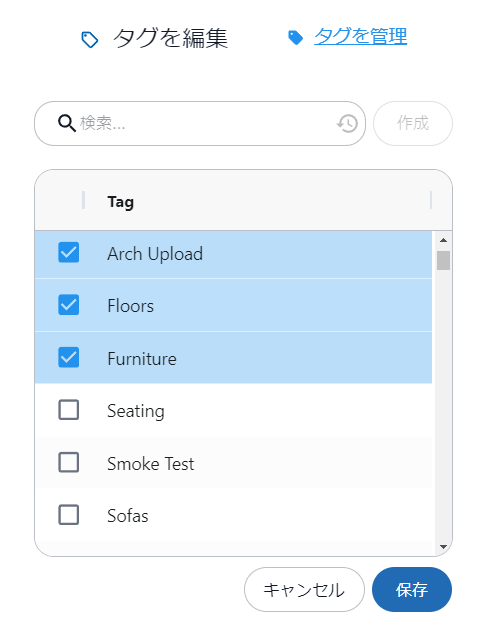 タグを編集
タグを管理
検索...
作成
Tag
Arch Upload
Floors
Furniture
Seating
Smoke Test
Sofas
キャンセル
保存